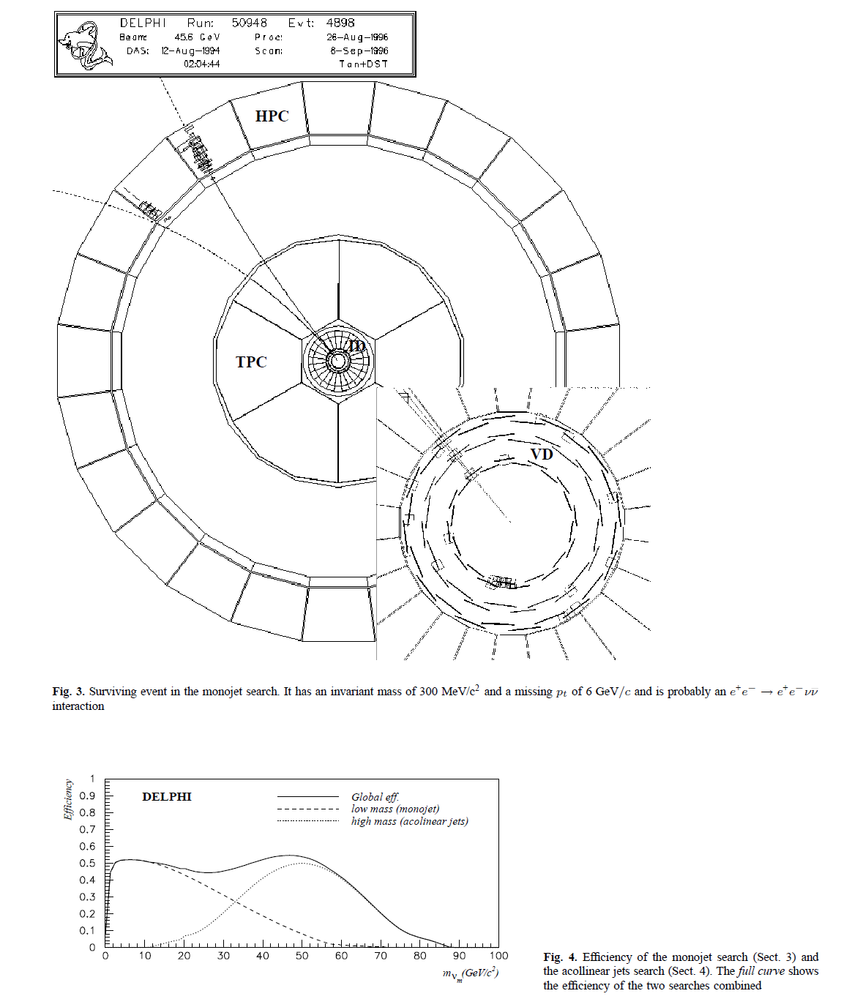 DELPHI Run: 50948 Evt: 4898
Beam: 45.6 GeV Proc: 26-Aug-1996
DAS: 12-Aug-1994 Scan: 8-Sep-1996
02:04:44 Tan+DST
HPC
TPC
ID
VD
Fig. 3. Surviving event in the monojet search. It has an invariant mass of 300 MeV/c² and a missing pₜ of 6 GeV/c and is probably an e⁺e⁻ → e⁺e⁻νν̄
interaction
Efficiency
1
0.9
0.8
0.7
0.6
0.5
0.4
0.3
0.2
0.1
0
DELPHI
Global eff.
low mass (monojet)
high mass (acolinear jets)
0 10 20 30 40 50 60 70 80 90 100
m_ν_m (GeV/c²)
Fig. 4. Efficiency of the monojet search (Sect. 3) and
the acollinear jets search (Sect. 4). The full curve shows
the efficiency of the two searches combined